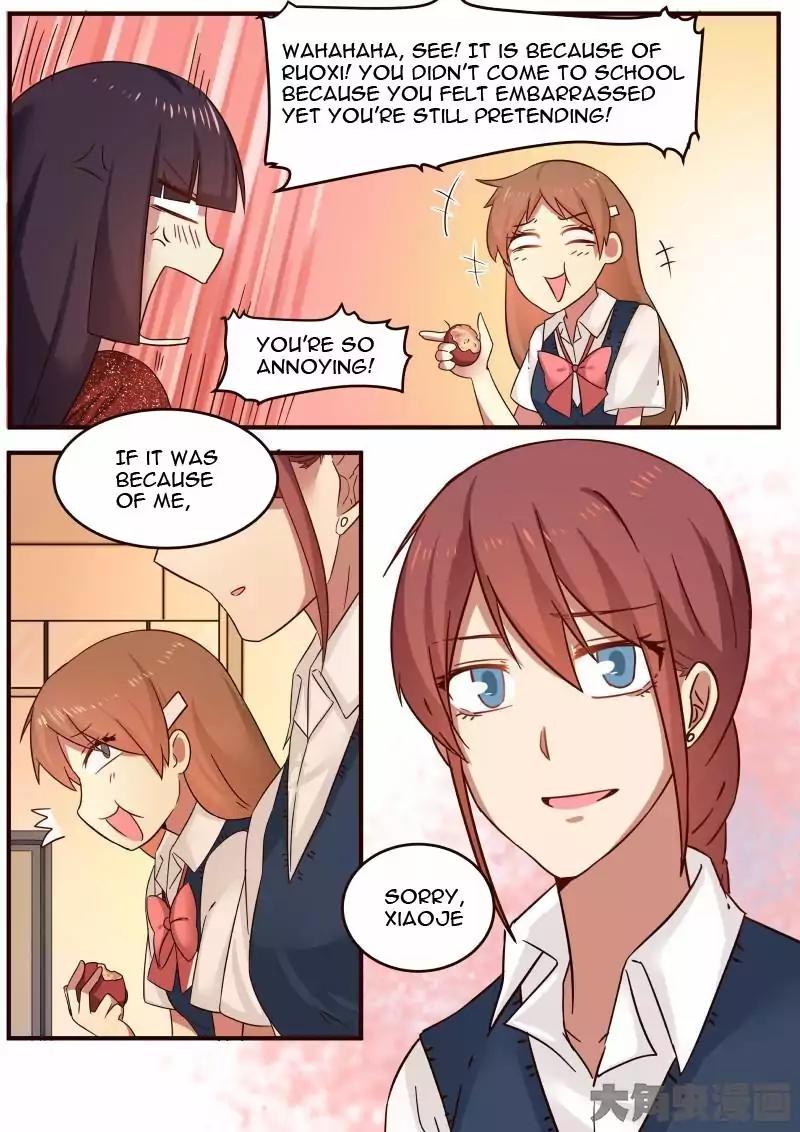 WAHAHAHA, SEE! IT IS BECAUSE OF
RUOXI! YOU DIDN'T COME TO SCHOOL
BECAUSE YOU FELT EMBARRASSED
YET YOU'RE STILL PRETENDING!
YOU'RE SO
ANNOYING!
IF IT WAS
BECAUSE
OF ME,
SORRY,
XIAOJE
大角虫漫画